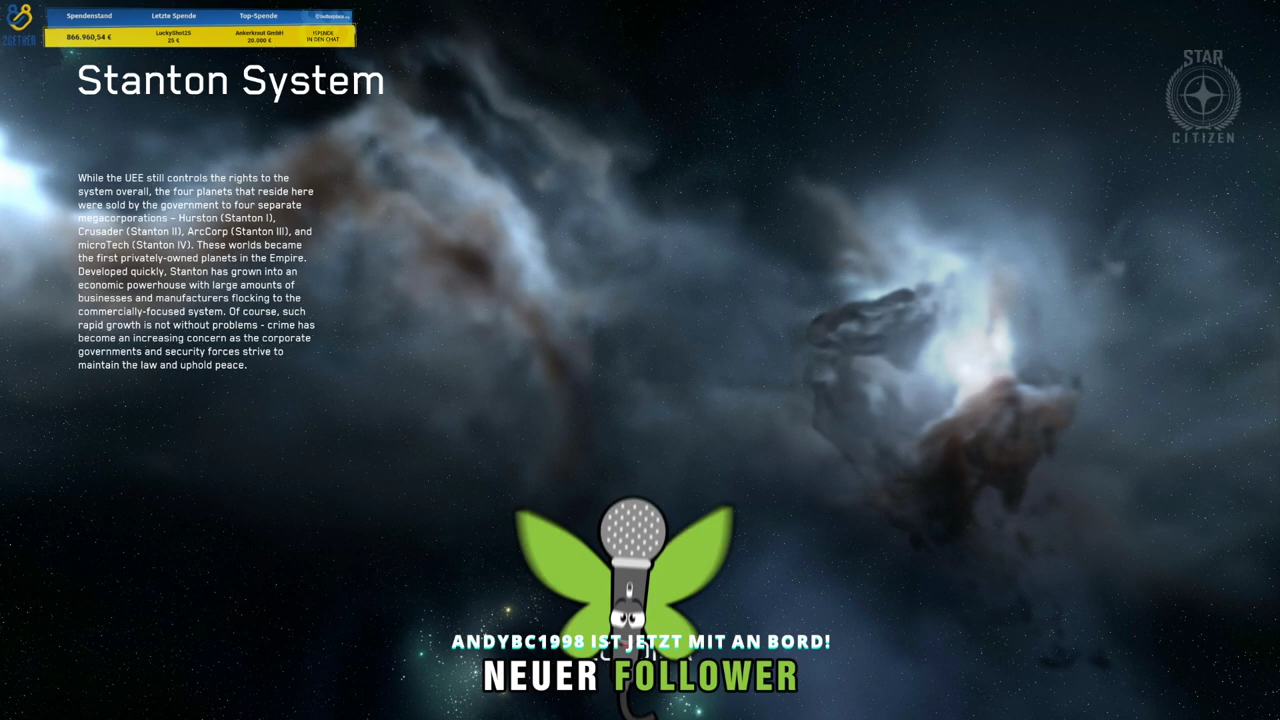 Spendenstand Letzte Spende Top-Spende
866.960,54 € LuckyShot25 Ankerkraut GmbH !SPENDE
25 € 20.000 € IN DEN CHAT
2GETHER
Stanton System
STAR
CITIZEN
While the UEE still controls the rights to the
system overall, the four planets that reside here
were sold by the government to four separate
megacorporations – Hurston (Stanton I),
Crusader (Stanton II), ArcCorp (Stanton III), and
microTech (Stanton IV). These worlds became
the first privately-owned planets in the Empire.
Developed quickly, Stanton has grown into an
economic powerhouse with large amounts of
businesses and manufacturers flocking to the
commercially-focused system. Of course, such
rapid growth is not without problems - crime has
become an increasing concern as the corporate
governments and security forces strive to
maintain the law and uphold peace.
ANDYBC1998 IST JETZT MIT AN BORD!
NEUER FOLLOWER